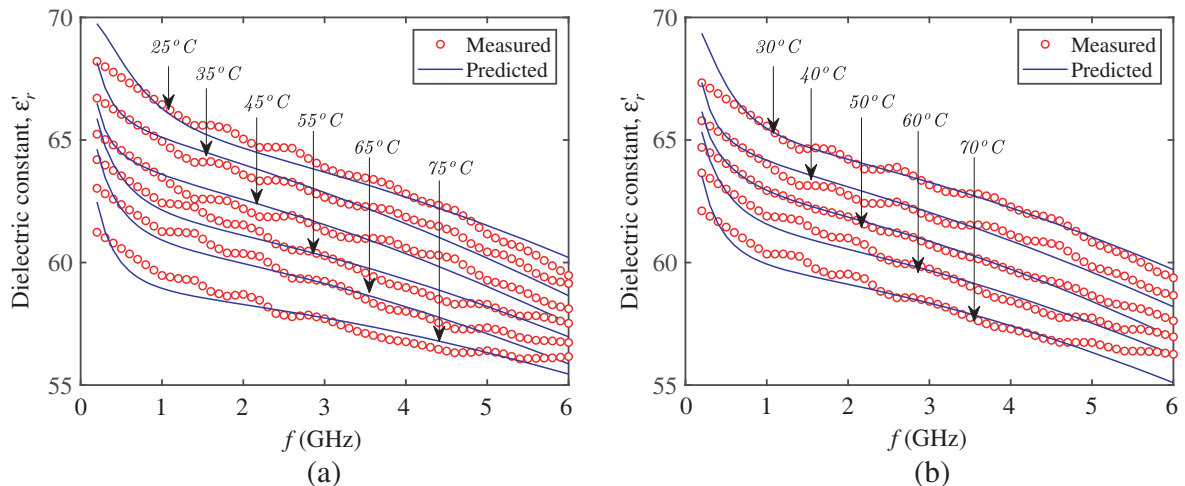 70
65
60
55
Dielectric constant, ε'r
25°C
35°C
45°C
55°C
65°C
75°C
Measured
Predicted
0 1 2 3 4 5 6
f (GHz)
(a)
70
65
60
55
Dielectric constant, ε'r
30°C
40°C
50°C
60°C
70°C
Measured
Predicted
0 1 2 3 4 5 6
f (GHz)
(b)